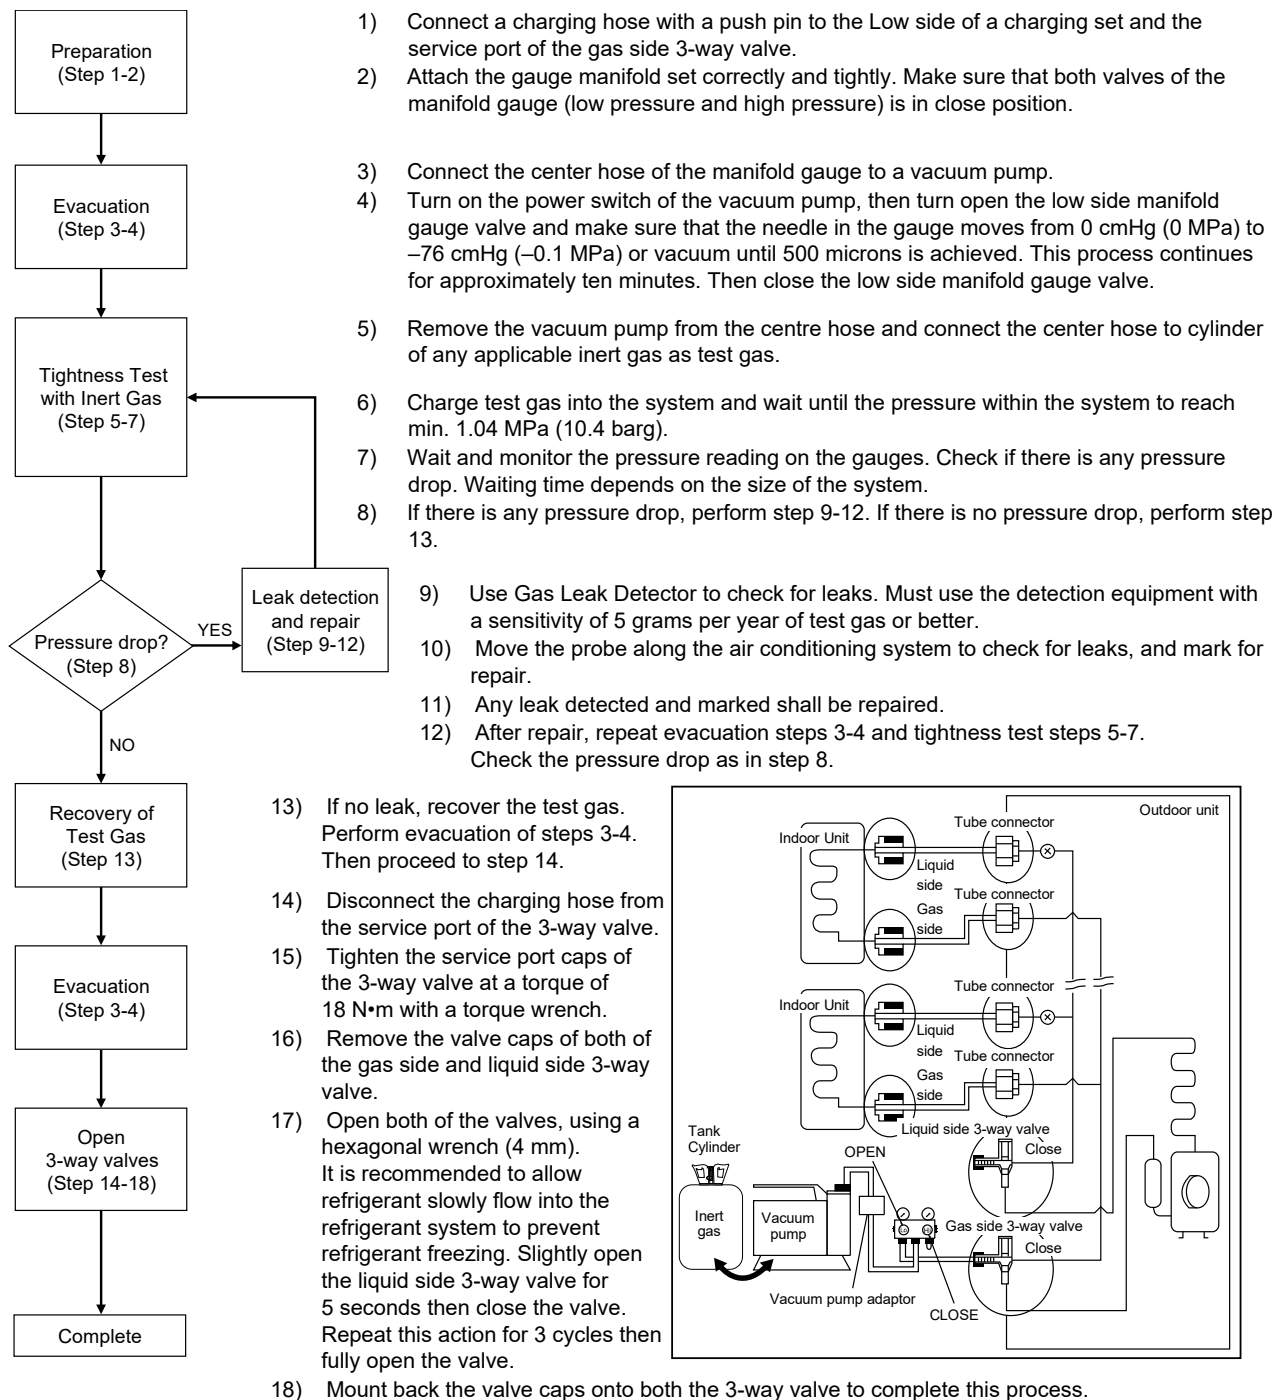 Preparation
(Step 1-2)
Evacuation
(Step 3-4)
Tightness Test
with Inert Gas
(Step 5-7)
Pressure drop?
(Step 8)
YES
Leak detection
and repair
(Step 9-12)
NO
Recovery of
Test Gas
(Step 13)
Evacuation
(Step 3-4)
Open
3-way valves
(Step 14-18)
Complete
1) Connect a charging hose with a push pin to the Low side of a charging set and the
service port of the gas side 3-way valve.
2) Attach the gauge manifold set correctly and tightly. Make sure that both valves of the
manifold gauge (low pressure and high pressure) is in close position.
3) Connect the center hose of the manifold gauge to a vacuum pump.
4) Turn on the power switch of the vacuum pump, then turn open the low side manifold
gauge valve and make sure that the needle in the gauge moves from 0 cmHg (0 MPa) to
–76 cmHg (–0.1 MPa) or vacuum until 500 microns is achieved. This process continues
for approximately ten minutes. Then close the low side manifold gauge valve.
5) Remove the vacuum pump from the centre hose and connect the center hose to cylinder
of any applicable inert gas as test gas.
6) Charge test gas into the system and wait until the pressure within the system to reach
min. 1.04 MPa (10.4 barg).
7) Wait and monitor the pressure reading on the gauges. Check if there is any pressure
drop. Waiting time depends on the size of the system.
8) If there is any pressure drop, perform step 9-12. If there is no pressure drop, perform step
13.
9) Use Gas Leak Detector to check for leaks. Must use the detection equipment with
a sensitivity of 5 grams per year of test gas or better.
10) Move the probe along the air conditioning system to check for leaks, and mark for
repair.
11) Any leak detected and marked shall be repaired.
12) After repair, repeat evacuation steps 3-4 and tightness test steps 5-7.
Check the pressure drop as in step 8.
13) If no leak, recover the test gas.
Perform evacuation of steps 3-4.
Then proceed to step 14.
14) Disconnect the charging hose from
the service port of the 3-way valve.
15) Tighten the service port caps of
the 3-way valve at a torque of
18 N•m with a torque wrench.
16) Remove the valve caps of both of
the gas side and liquid side 3-way
valve.
17) Open both of the valves, using a
hexagonal wrench (4 mm).
It is recommended to allow
refrigerant slowly flow into the
refrigerant system to prevent
refrigerant freezing. Slightly open
the liquid side 3-way valve for
5 seconds then close the valve.
Repeat this action for 3 cycles then
fully open the valve.
18) Mount back the valve caps onto both the 3-way valve to complete this process.
Outdoor unit
Tube connector
Indoor Unit
Liquid
side
Tube connector
Gas
side
Tube connector
Indoor Unit
Liquid
side
Tube connector
Gas
side
Liquid side 3-way valve
Close
Tank
Cylinder
OPEN
Inert
gas
Vacuum
pump
Lo
Hi
Gas side 3-way valve
Close
Vacuum pump adaptor
CLOSE